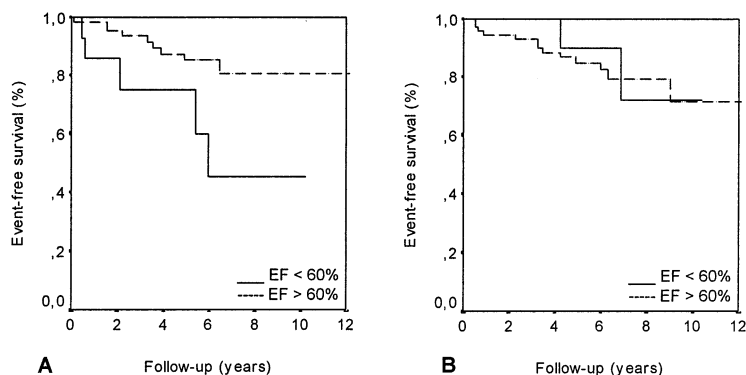 Event-free survival (%)
1,0
,8
,6
,4
,2
0,0
EF < 60%
EF > 60%
0 2 4 6 8 10 12
A
Follow-up (years)
Event-free survival (%)
1,0
,8
,6
,4
,2
0,0
EF < 60%
EF > 60%
0 2 4 6 8 10 12
B
Follow-up (years)